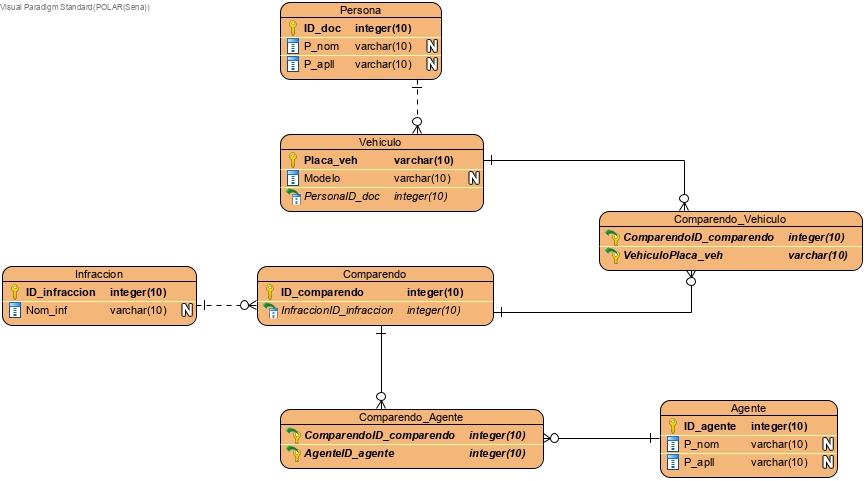 Visual Paradigm Standard(POLAR(Sena))
Persona
ID_doc integer(10)
P_nom varchar(10) N
P_apll varchar(10) N
Vehiculo
Placa_veh varchar(10)
Modelo varchar(10) N
PersonaID_doc integer(10)
Comparendo_Vehiculo
ComparendoID_comparendo integer(10)
VehiculoPlaca_veh varchar(10)
Infraccion
ID_infraccion integer(10)
Nom_inf varchar(10) N
Comparendo
ID_comparendo integer(10)
InfraccionID_infraccion integer(10)
Comparendo_Agente
ComparendoID_comparendo integer(10)
AgenteID_agente integer(10)
Agente
ID_agente integer(10)
P_nom varchar(10) N
P_apll varchar(10) N